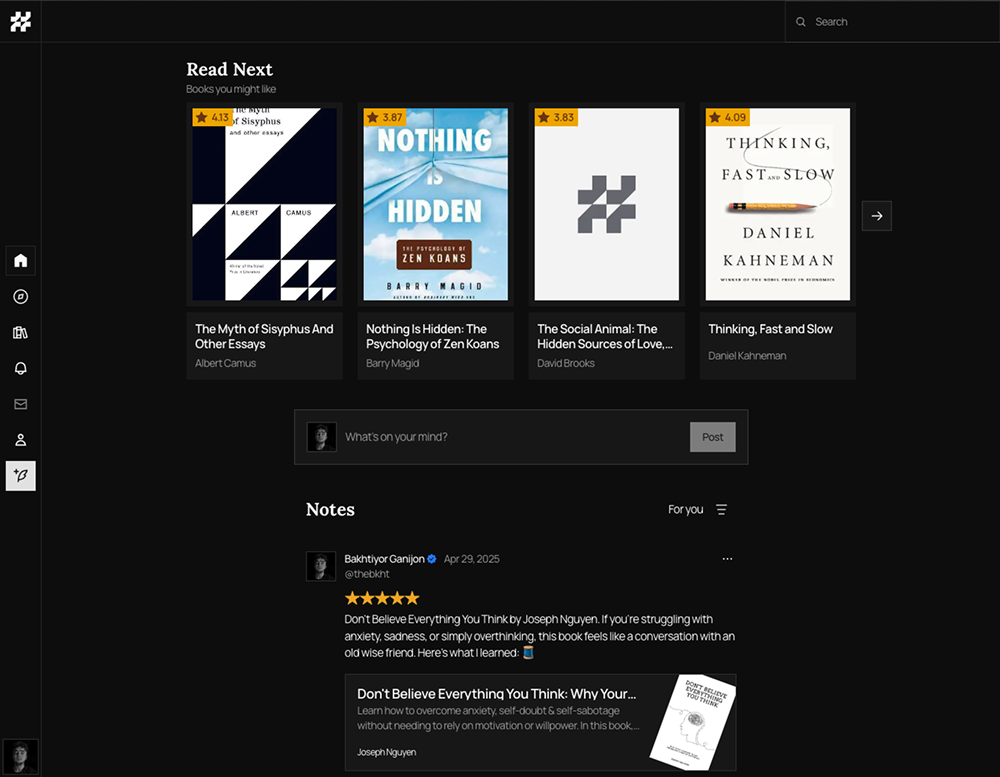 Search
Read Next
Books you might like
4.13
The Myth
of Sisyphus
and other essays
ALBERT CAMUS
3.87
NOTHING
IS
HIDDEN
THE PSYCHOLOGY OF
ZEN KOANS
BARRY MAGID
3.83
4.09
THINKING,
FAST AND SLOW
DANIEL
KAHNEMAN
WINNER OF THE NOBEL PRIZE IN ECONOMICS
The Myth of Sisyphus And
Other Essays
Albert Camus
Nothing Is Hidden: The
Psychology of Zen Koans
Barry Magid
The Social Animal: The
Hidden Sources of Love,...
David Brooks
Thinking, Fast and Slow
Daniel Kahneman
What's on your mind?
Post
Notes
For you
Bakhtiyor Ganijon Apr 29, 2025
@thebkht
Don't Believe Everything You Think by Joseph Nguyen. If you're struggling with
anxiety, sadness, or simply overthinking, this book feels like a conversation with an
old wise friend. Here's what I learned: 🧵
Don't Believe Everything You Think: Why Your...
Learn how to overcome anxiety, self-doubt & self-sabotage
without needing to rely on motivation or willpower. In this book,...
Joseph Nguyen
DON'T BELIEVE
EVERYTHING
YOU THINK